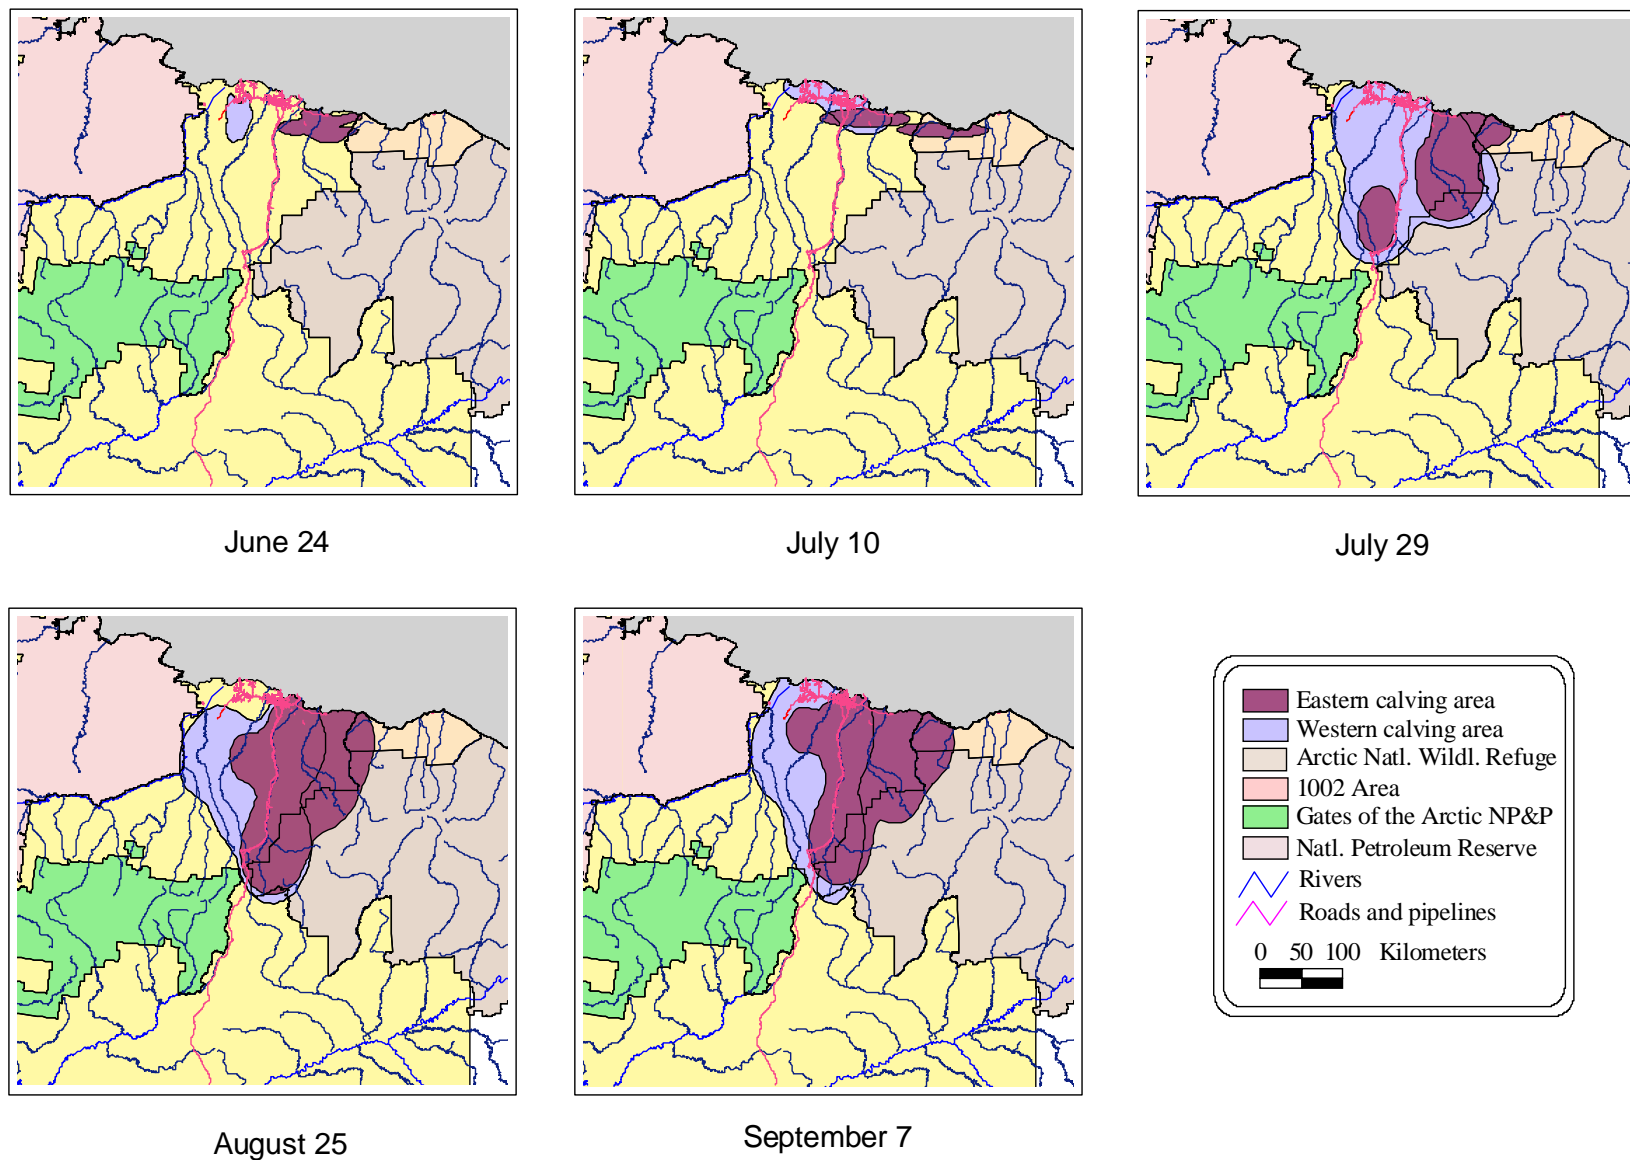 June 24
July 10
July 29
August 25
September 7
Eastern calving area
Western calving area
Arctic Natl. Wildl. Refuge
1002 Area
Gates of the Arctic NP&P
Natl. Petroleum Reserve
Rivers
Roads and pipelines
0 50 100 Kilometers